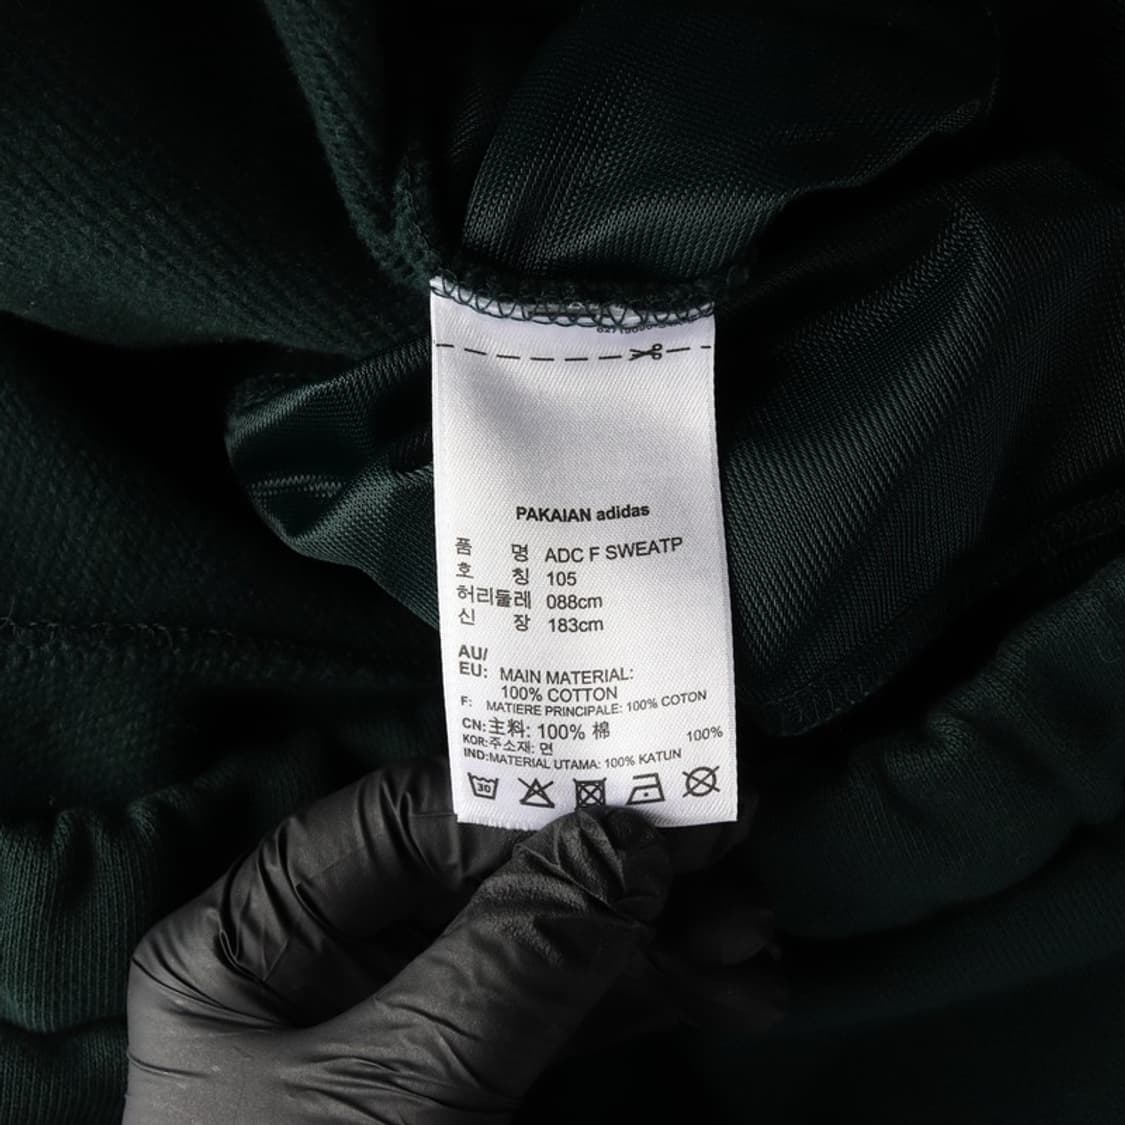 PAKAIAN adidas
품 명 ADC F SWEATP
호 칭 105
허리둘레 088cm
신 장 183cm
AU/
EU: MAIN MATERIAL:
100% COTTON
F: MATIERE PRINCIPALE: 100% COTON
CN:主料: 100% 棉
KOR:주소재: 면 100%
IND:MATERIAL UTAMA: 100% KATUN
30